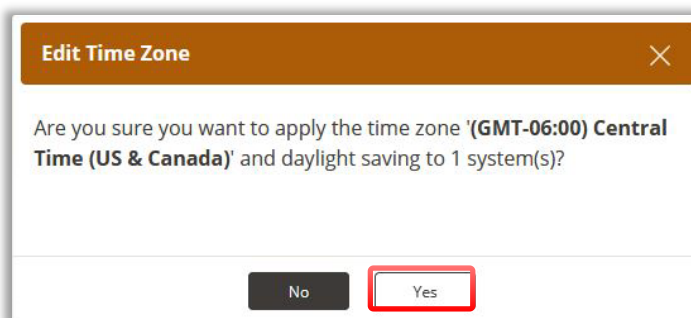 Edit Time Zone
Are you sure you want to apply the time zone '(GMT-06:00) Central
Time (US & Canada)' and daylight saving to 1 system(s)?
No
Yes